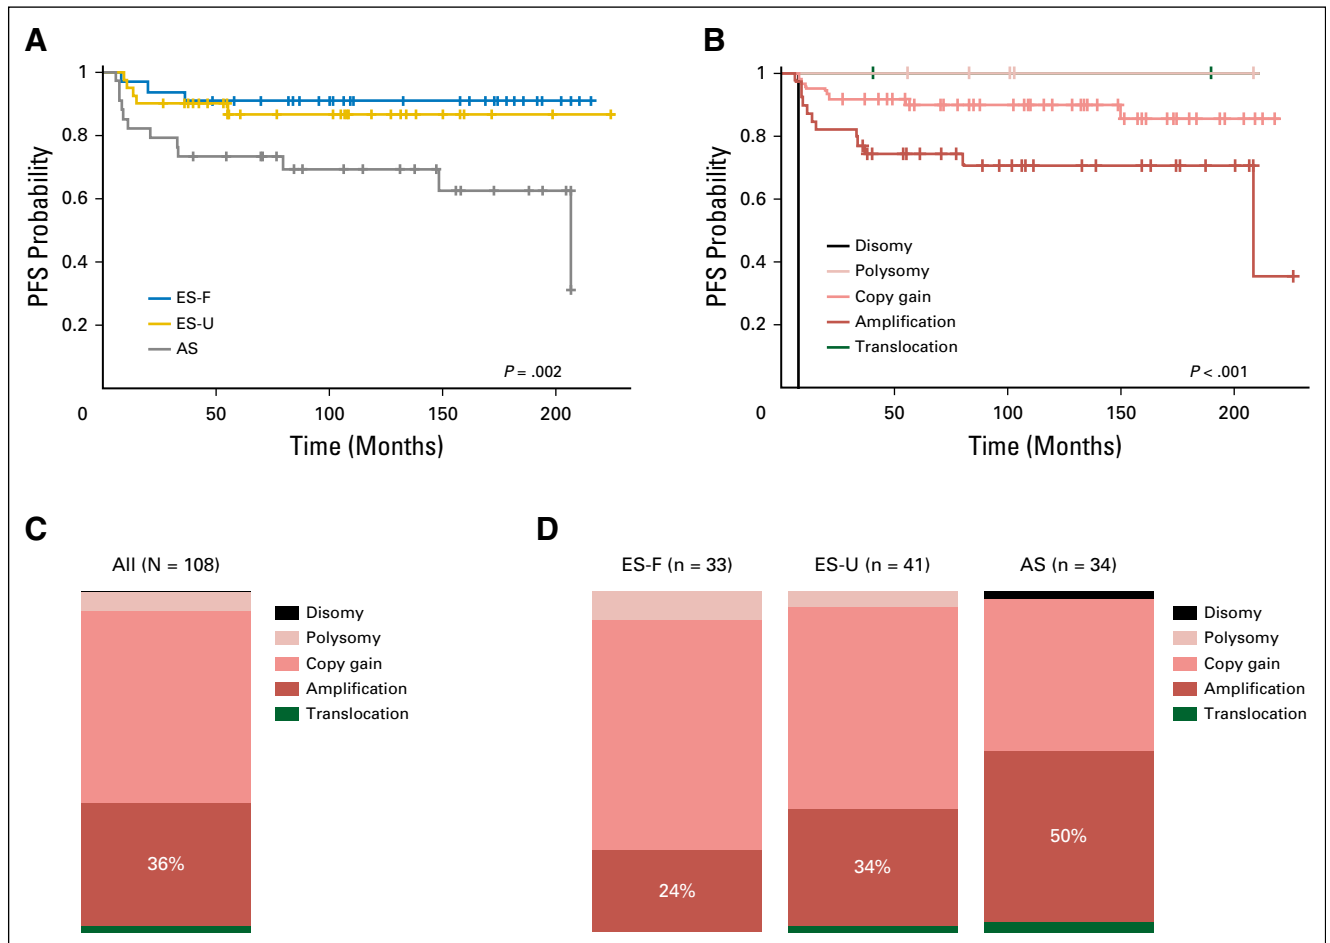 A
PFS Probability
1
0.8
0.6
0.4
0.2
0
50
100
150
200
Time (Months)
ES-F
ES-U
AS
P = .002
B
PFS Probability
1
0.8
0.6
0.4
0.2
0
50
100
150
200
Time (Months)
Disomy
Polysomy
Copy gain
Amplification
Translocation
P < .001
C
All (N = 108)
36%
Disomy
Polysomy
Copy gain
Amplification
Translocation
D
ES-F (n = 33)
ES-U (n = 41)
AS (n = 34)
24%
34%
50%
Disomy
Polysomy
Copy gain
Amplification
Translocation